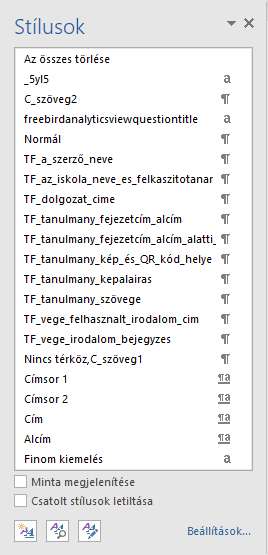 Stílusok
Az összes törlése
_5yl5 a
C_szöveg2 ¶
freebirdanalyticsviewquestiontitle a
Normál ¶
TF_a_szerző_neve ¶
TF_az_iskola_neve_es_felkaszitotanar ¶
TF_dolgozat_cime ¶
TF_tanulmany_fejezetcím_alcím ¶
TF_tanulmany_fejezetcím_alcím_alatti_ ¶
TF_tanulmany_kép_és_QR_kód_helye ¶
TF_tanulmany_kepalairas ¶
TF_tanulmany_szövege ¶
TF_vege_felhasznalt_irodalom_cim ¶
TF_vege_irodalom_bejegyzes ¶
Nincs térköz,C_szöveg1 ¶
Címsor 1 ¶a
Címsor 2 ¶a
Cím ¶a
Alcím ¶a
Finom kiemelés a
Minta megjelenítése
Csatolt stílusok letiltása
Beállítások...